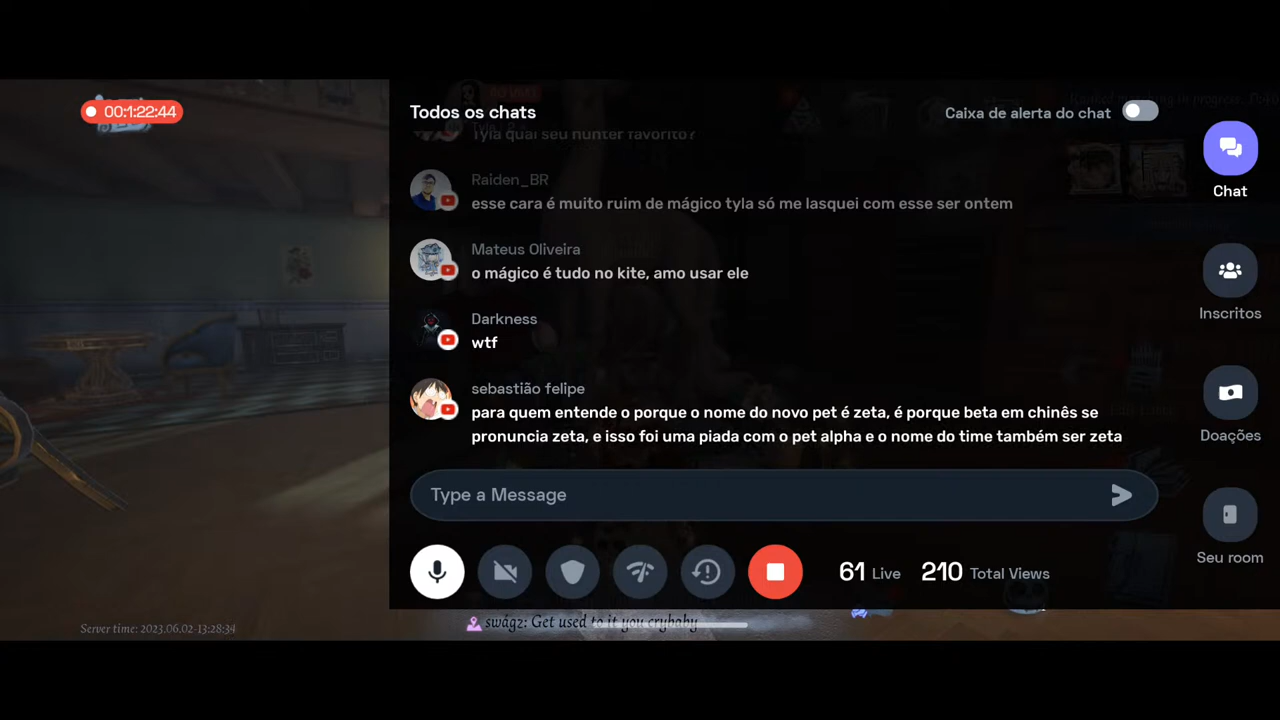 00:1:22:44
Todos os chats
Caixa de alerta do chat
Tyla qual seu hunter favorito?
Chat
Raiden_BR
esse cara é muito ruim de mágico tyla só me lasquei com esse ser ontem
Mateus Oliveira
o mágico é tudo no kite, amo usar ele
Inscritos
Darkness
wtf
sebastião felipe
para quem entende o porque o nome do novo pet é zeta, é porque beta em chinês se
pronuncia zeta, e isso foi uma piada com o pet alpha e o nome do time também ser zeta
Doações
Type a Message
Seu room
61 Live 210 Total Views
swágz: Get used to it you crybaby
Server time: 2023.06.02-13:28:34